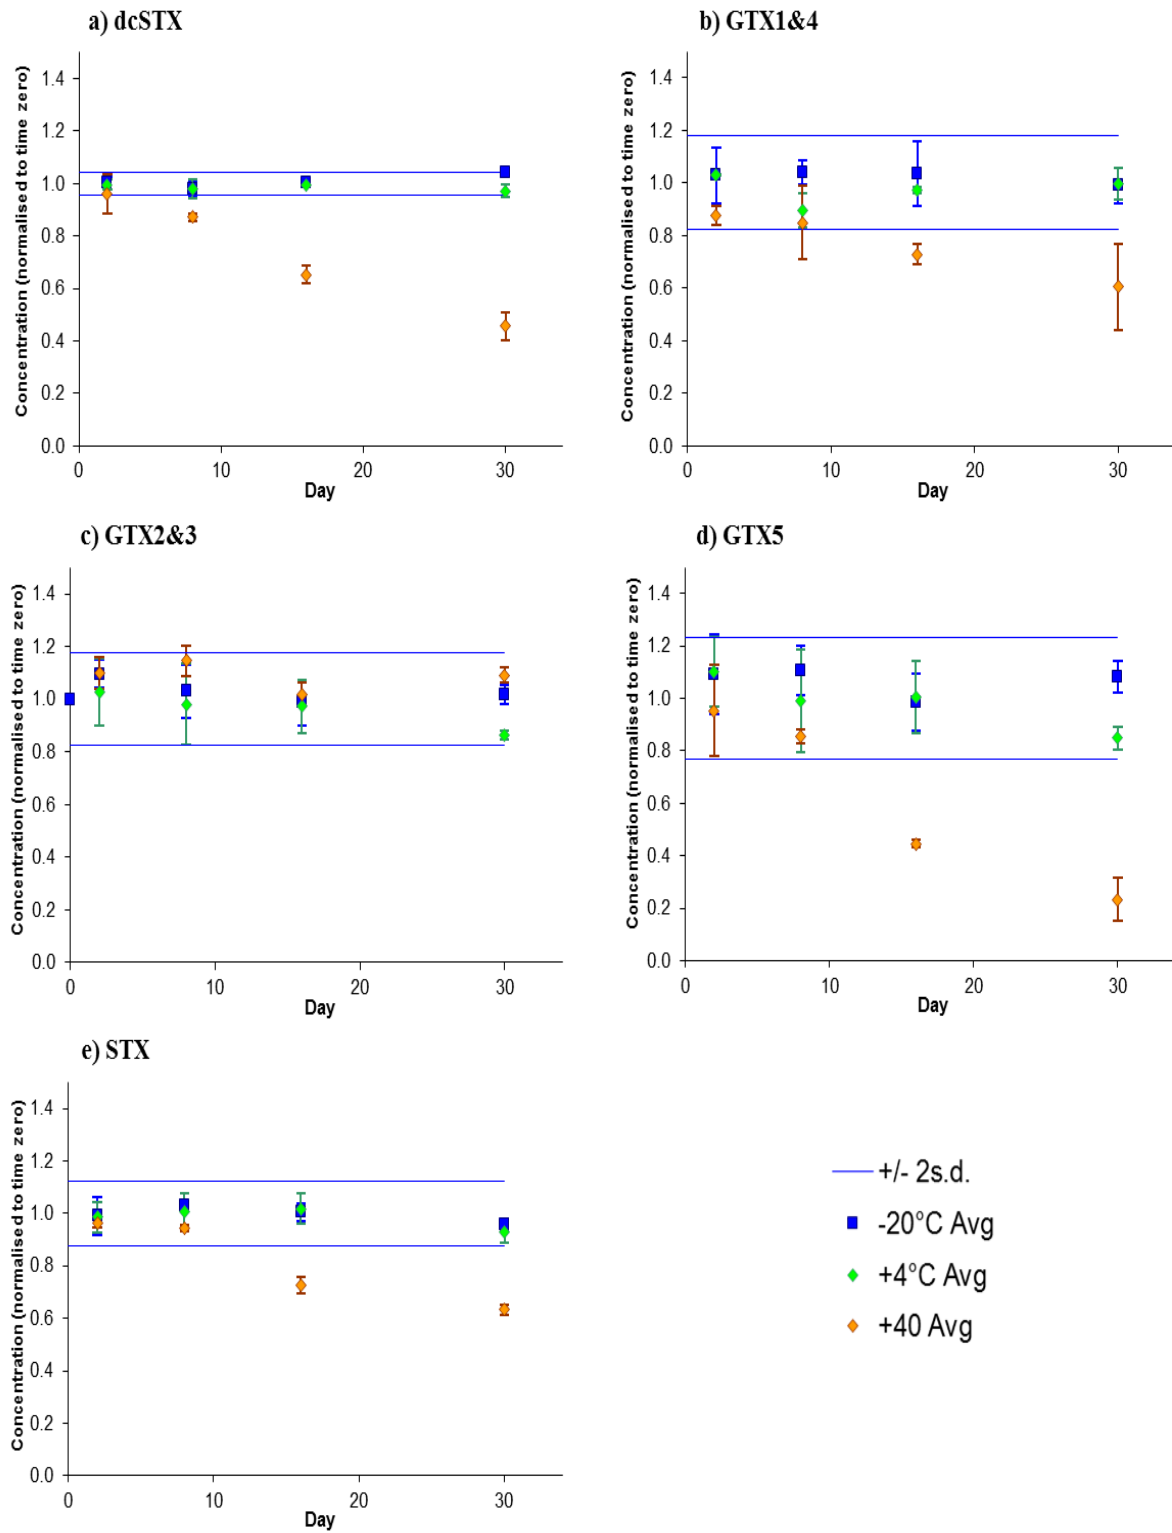 a) dcSTX
Concentration (normalised to time zero)
1.4
1.2
1.0
0.8
0.6
0.4
0.2
0.0
0 10 20 30
Day
b) GTX1&4
Concentration (normalised to time zero)
1.4
1.2
1.0
0.8
0.6
0.4
0.2
0.0
0 10 20 30
Day
c) GTX2&3
Concentration (normalised to time zero)
1.4
1.2
1.0
0.8
0.6
0.4
0.2
0.0
0 10 20 30
Day
d) GTX5
Concentration (normalised to time zero)
1.4
1.2
1.0
0.8
0.6
0.4
0.2
0.0
0 10 20 30
Day
e) STX
Concentration (normalised to time zero)
1.4
1.2
1.0
0.8
0.6
0.4
0.2
0.0
0 10 20 30
Day
+/- 2s.d.
-20°C Avg
+4°C Avg
+40 Avg